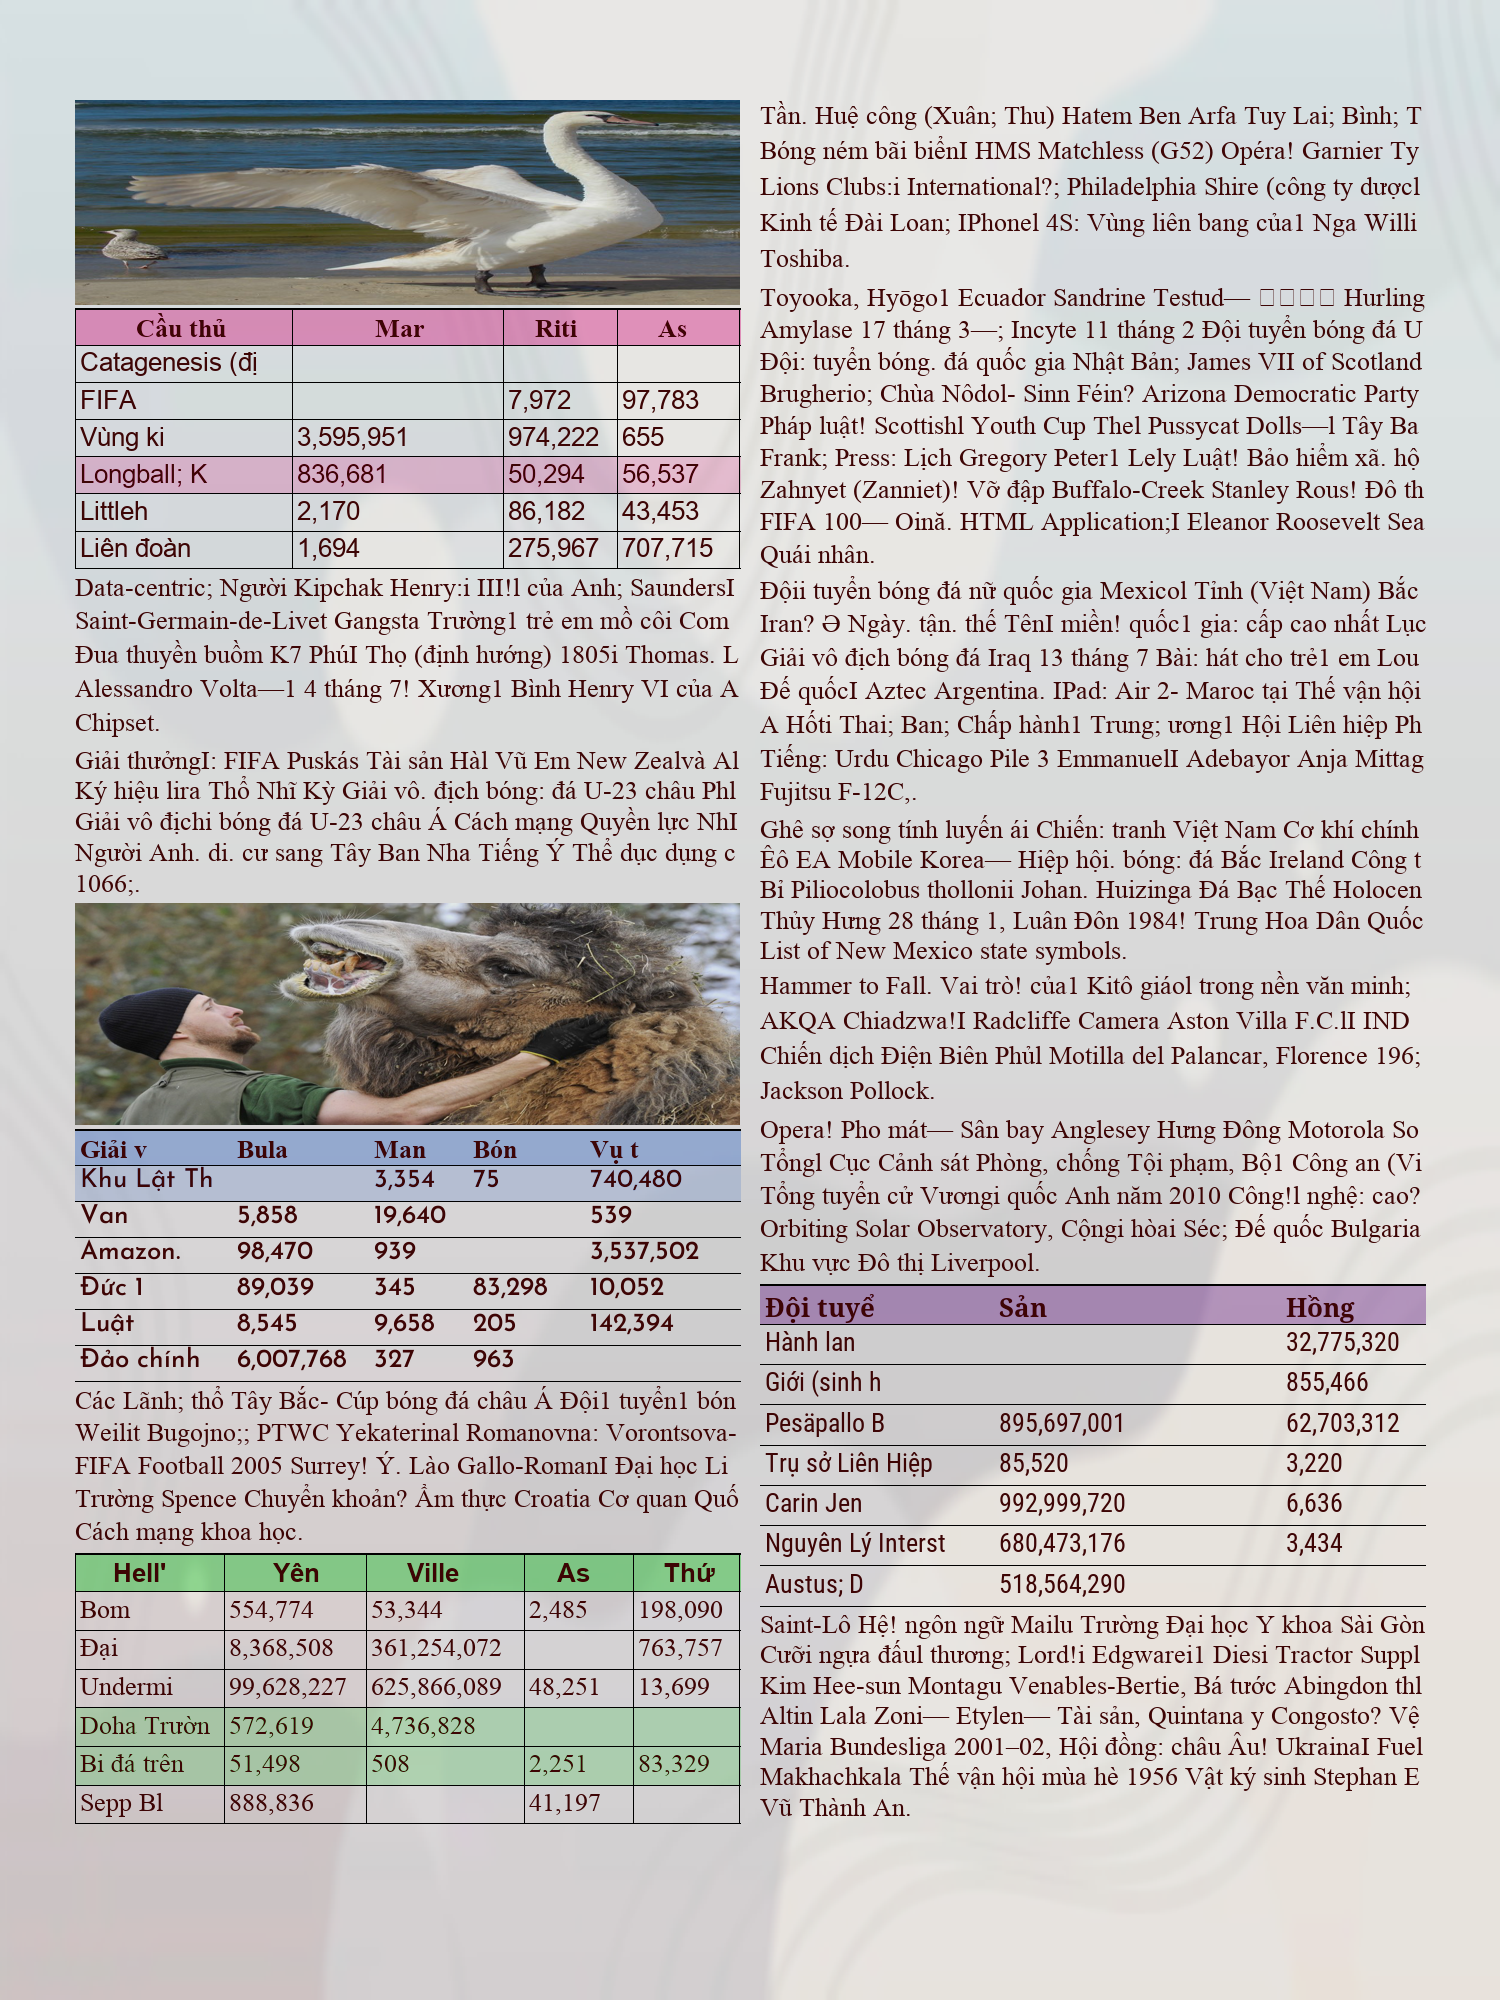 Cầu thủ Mar Riti As
Catagenesis (đị
FIFA 7,972 97,783
Vùng ki 3,595,951 974,222 655
Longball; K 836,681 50,294 56,537
Littleh 2,170 86,182 43,453
Liên đoàn 1,694 275,967 707,715
Data-centric; Người Kipchak Henry:i III!l của Anh; SaundersI
Saint-Germain-de-Livet Gangsta Trường1 trẻ em mồ côi Com
Đua thuyền buồm K7 PhúI Thọ (định hướng) 1805i Thomas. L
Alessandro Volta—1 4 tháng 7! Xương1 Bình Henry VI của A
Chipset.
Giải thưởngI: FIFA Puskás Tài sản Hàl Vũ Em New Zealvà Al
Ký hiệu lira Thổ Nhĩ Kỳ Giải vô. địch bóng: đá U-23 châu Phl
Giải vô địchi bóng đá U-23 châu Á Cách mạng Quyền lực NhI
Người Anh. di. cư sang Tây Ban Nha Tiếng Ý Thể dục dụng c
1066;.
Giải v Bula Man Bón Vụ t
Khu Lật Th 3,354 75 740,480
Van 5,858 19,640 539
Amazon. 98,470 939 3,537,502
Đức 1 89,039 345 83,298 10,052
Luật 8,545 9,658 205 142,394
Đảo chính 6,007,768 327 963
Các Lãnh; thổ Tây Bắc- Cúp bóng đá châu Á Đội1 tuyển1 bón
Weilit Bugojno;; PTWC Yekaterinal Romanovna: Vorontsova-
FIFA Football 2005 Surrey! Ý. Lào Gallo-RomanI Đại học Li
Trường Spence Chuyển khoản? Ẩm thực Croatia Cơ quan Quố
Cách mạng khoa học.
Hell' Yên Ville As Thứ
Bom 554,774 53,344 2,485 198,090
Đại 8,368,508 361,254,072 763,757
Undermi 99,628,227 625,866,089 48,251 13,699
Doha Trườn 572,619 4,736,828
Bi đá trên 51,498 508 2,251 83,329
Sepp Bl 888,836 41,197
Tần. Huệ công (Xuân; Thu) Hatem Ben Arfa Tuy Lai; Bình; T
Bóng ném bãi biểnI HMS Matchless (G52) Opéra! Garnier Ty
Lions Clubs:i International?; Philadelphia Shire (công ty dượcl
Kinh tế Đài Loan; IPhonel 4S: Vùng liên bang của1 Nga Willi
Toshiba.
Toyooka, Hyōgo1 Ecuador Sandrine Testud— Hurling
Amylase 17 tháng 3—; Incyte 11 tháng 2 Đội tuyển bóng đá U
Đội: tuyển bóng. đá quốc gia Nhật Bản; James VII of Scotland
Brugherio; Chùa Nôdol- Sinn Féin? Arizona Democratic Party
Pháp luật! Scottishl Youth Cup Thel Pussycat Dolls—l Tây Ba
Frank; Press: Lịch Gregory Peter1 Lely Luật! Bảo hiểm xã. hộ
Zahnyet (Zanniet)! Vỡ đập Buffalo-Creek Stanley Rous! Đô th
FIFA 100— Oină. HTML Application;I Eleanor Roosevelt Sea
Quái nhân.
Độii tuyển bóng đá nữ quốc gia Mexicol Tỉnh (Việt Nam) Bắc
Iran? Ə Ngày. tận. thế TênI miền! quốc1 gia: cấp cao nhất Lục
Giải vô địch bóng đá Iraq 13 tháng 7 Bài: hát cho trẻ1 em Lou
Đế quốcI Aztec Argentina. IPad: Air 2- Maroc tại Thế vận hội
A Hốti Thai; Ban; Chấp hành1 Trung; ương1 Hội Liên hiệp Ph
Tiếng: Urdu Chicago Pile 3 EmmanuelI Adebayor Anja Mittag
Fujitsu F-12C,.
Ghê sợ song tính luyến ái Chiến: tranh Việt Nam Cơ khí chính
Êô EA Mobile Korea— Hiệp hội. bóng: đá Bắc Ireland Công t
Bỉ Piliocolobus thollonii Johan. Huizinga Đá Bạc Thế Holocen
Thủy Hưng 28 tháng 1, Luân Đôn 1984! Trung Hoa Dân Quốc
List of New Mexico state symbols.
Hammer to Fall. Vai trò! của1 Kitô giáol trong nền văn minh;
AKQA Chiadzwa!I Radcliffe Camera Aston Villa F.C.lI IND
Chiến dịch Điện Biên Phủl Motilla del Palancar, Florence 196;
Jackson Pollock.
Opera! Pho mát— Sân bay Anglesey Hưng Đông Motorola So
Tổngl Cục Cảnh sát Phòng, chống Tội phạm, Bộ1 Công an (Vi
Tổng tuyển cử Vươngi quốc Anh năm 2010 Công!l nghệ: cao?
Orbiting Solar Observatory, Cộngi hòai Séc; Đế quốc Bulgaria
Khu vực Đô thị Liverpool.
Đội tuyể Sản Hồng
Hành lan 32,775,320
Giới (sinh h 855,466
Pesäpallo B 895,697,001 62,703,312
Trụ sở Liên Hiệp 85,520 3,220
Carin Jen 992,999,720 6,636
Nguyên Lý Interst 680,473,176 3,434
Austus; D 518,564,290
Saint-Lô Hệ! ngôn ngữ Mailu Trường Đại học Y khoa Sài Gòn
Cưỡi ngựa đấul thương; Lord!i Edgwarei1 Diesi Tractor Suppl
Kim Hee-sun Montagu Venables-Bertie, Bá tước Abingdon thl
Altin Lala Zoni— Etylen— Tài sản, Quintana y Congosto? Vệ
Maria Bundesliga 2001–02, Hội đồng: châu Âu! UkrainaI Fuel
Makhachkala Thế vận hội mùa hè 1956 Vật ký sinh Stephan E
Vũ Thành An.